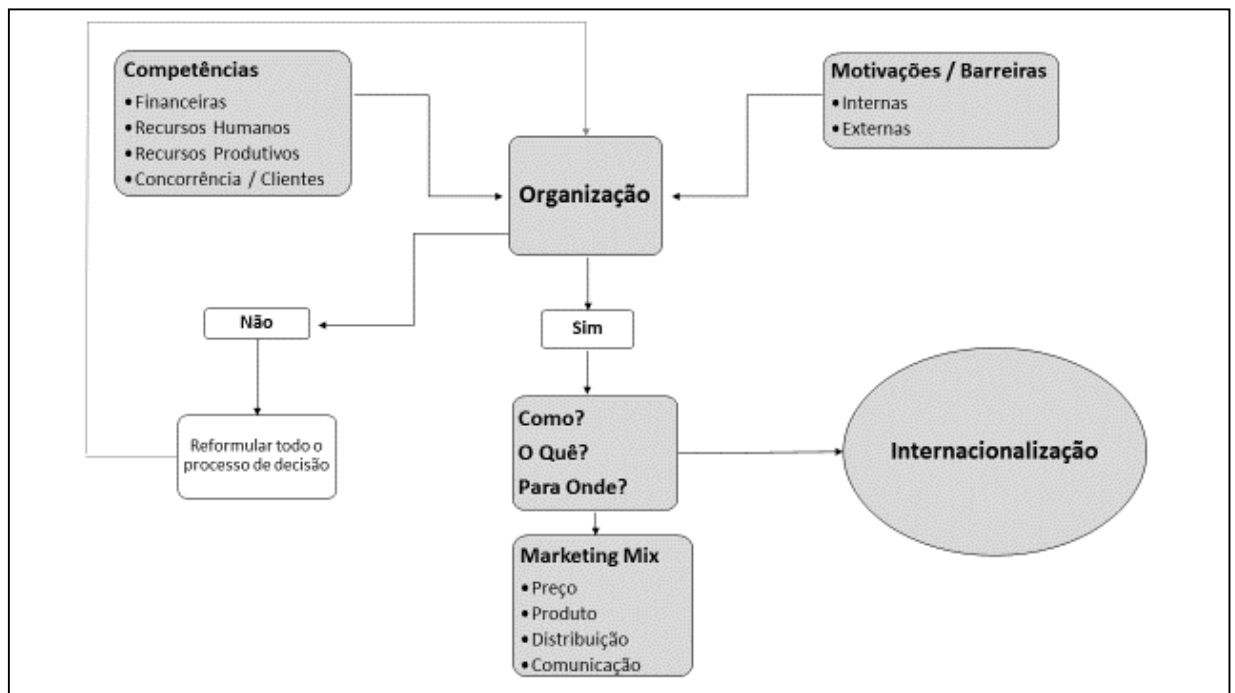 Competências
•Financeiras
•Recursos Humanos
•Recursos Produtivos
•Concorrência / Clientes
Motivações / Barreiras
•Internas
•Externas
Organização
Não
Sim
Reformular todo o
processo de decisão
Como?
O Quê?
Para Onde?
Internacionalização
Marketing Mix
•Preço
•Produto
•Distribuição
•Comunicação